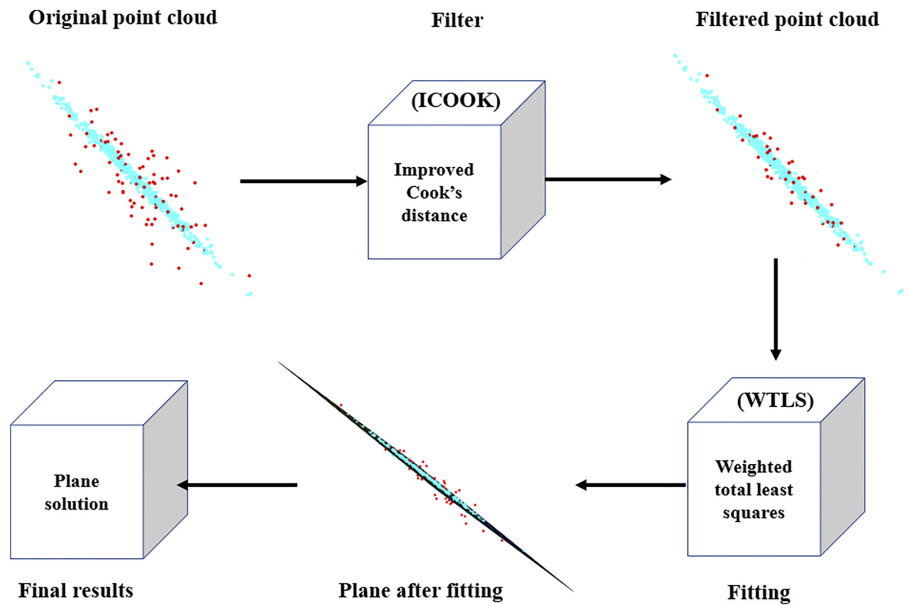 Original point cloud
Filter
Filtered point cloud
(ICOOK)
Improved
Cook's
distance
(WTLS)
Weighted
total least
squares
Plane
solution
Final results
Plane after fitting
Fitting